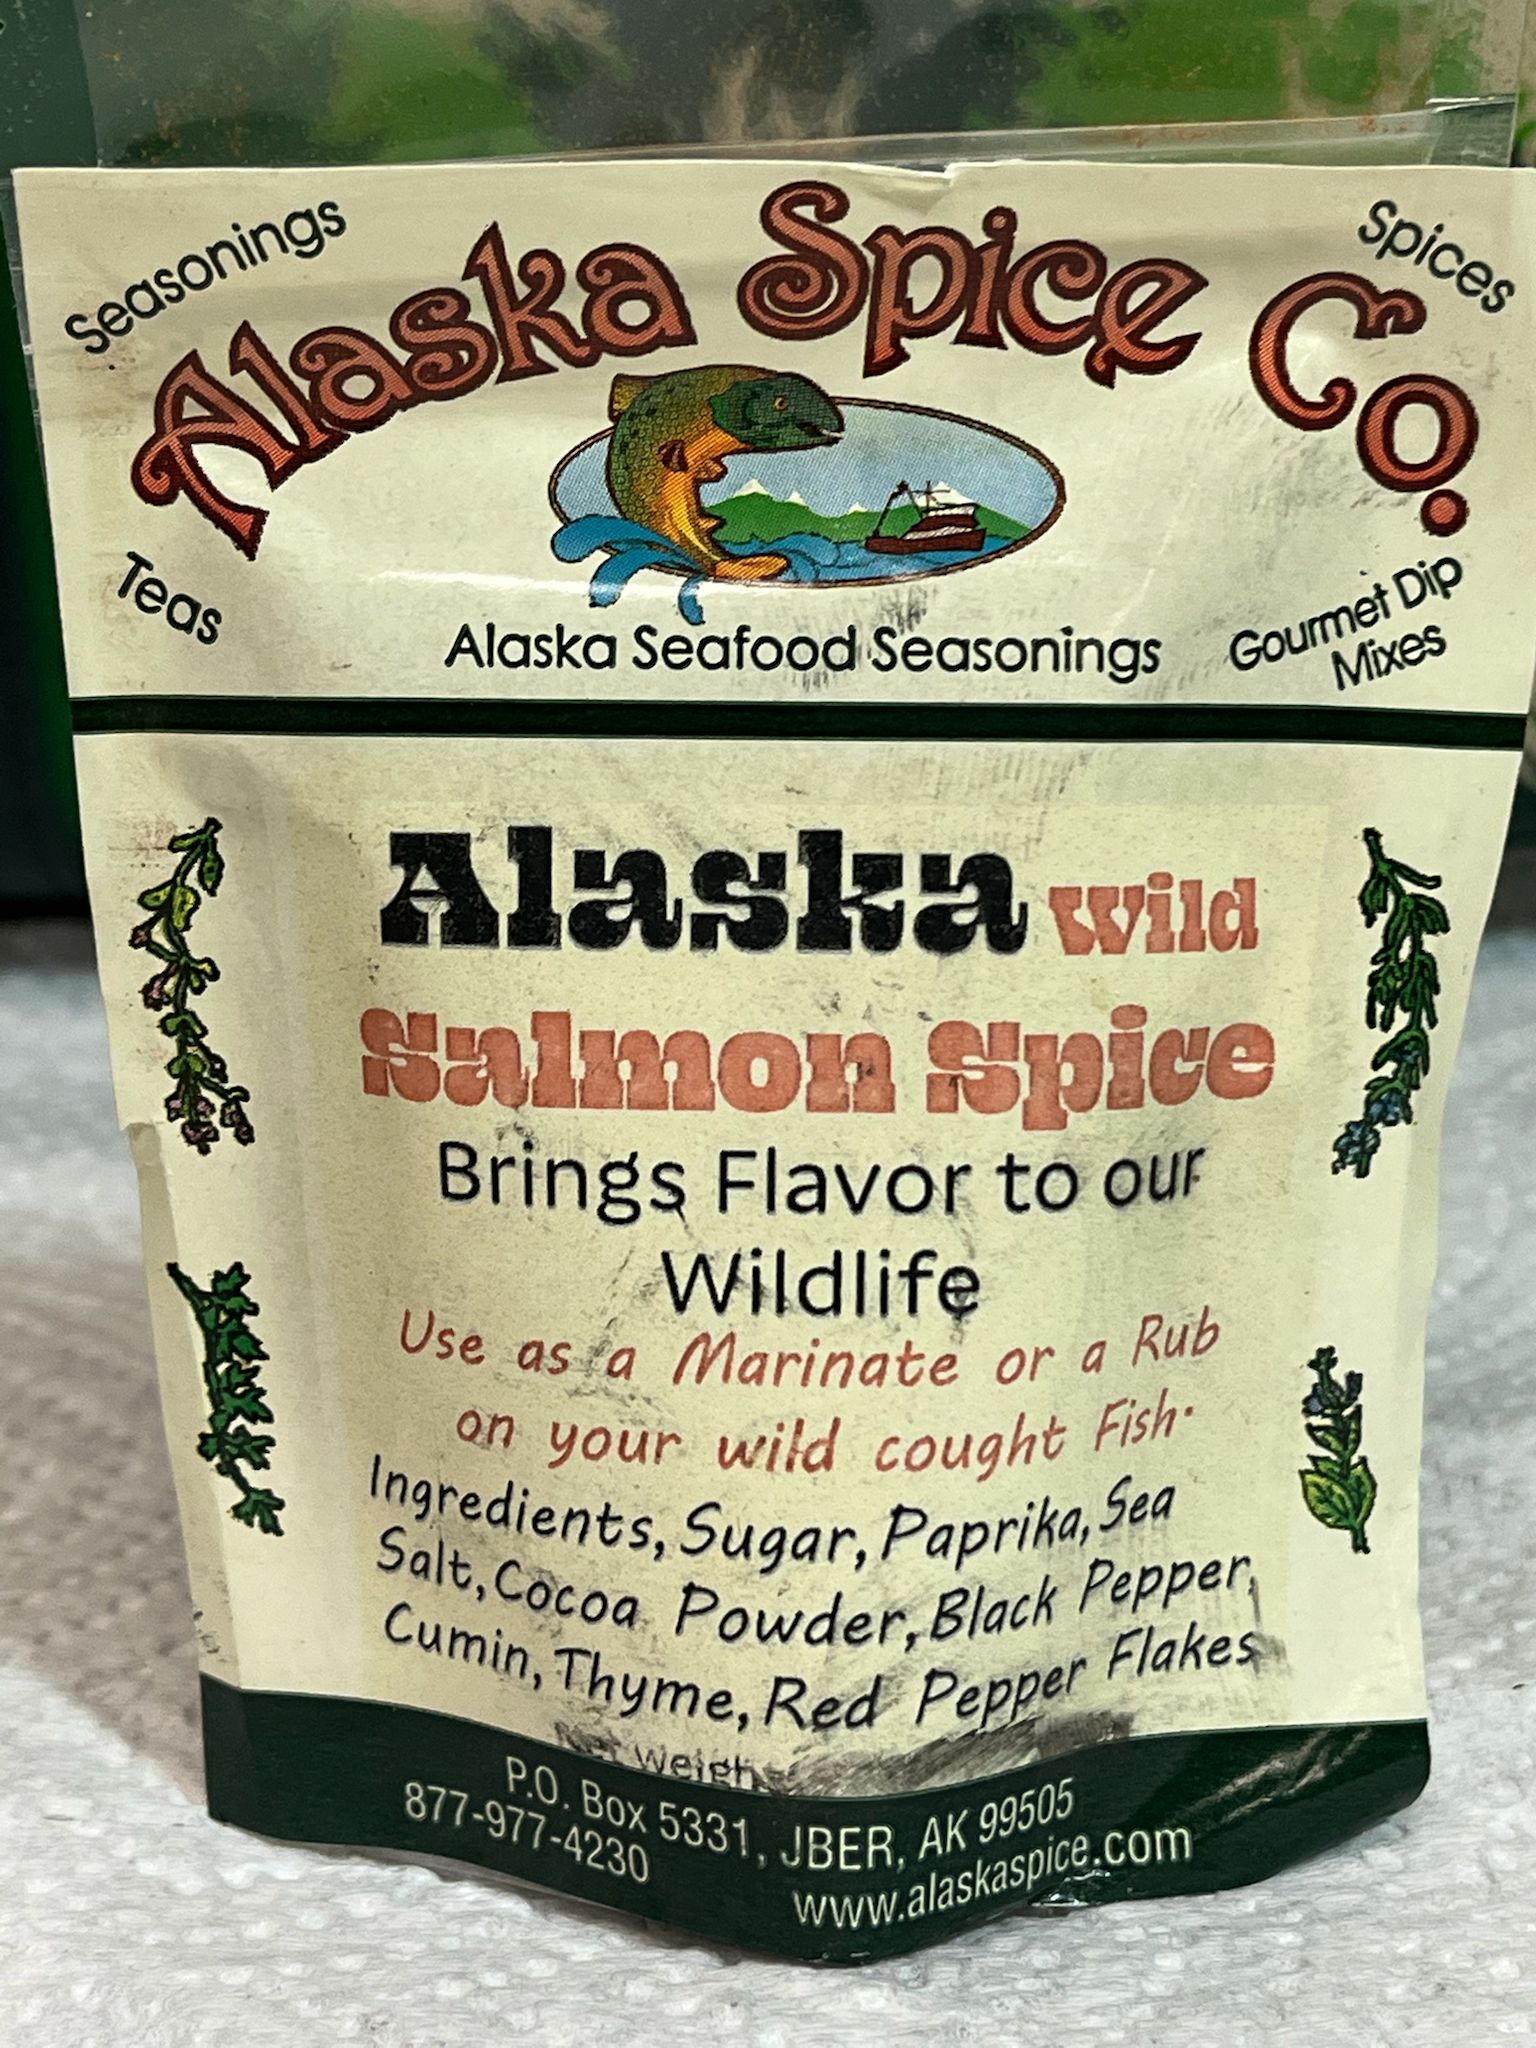 Seasonings
Spices
Alaska Spice Co.
Teas
Gourmet Dip
Mixes
Alaska Seafood Seasonings
Alaska wild
Salmon Spice
Brings Flavor to our
Wildlife
Use as a Marinate or a Rub
on your wild cought Fish.
Ingredients, Sugar, Paprika, Sea
Salt, Cocoa Powder, Black Pepper,
Cumin, Thyme, Red Pepper Flakes
P.O. Box 5331, JBER, AK 99505
877-977-4230
www.alaskaspice.com